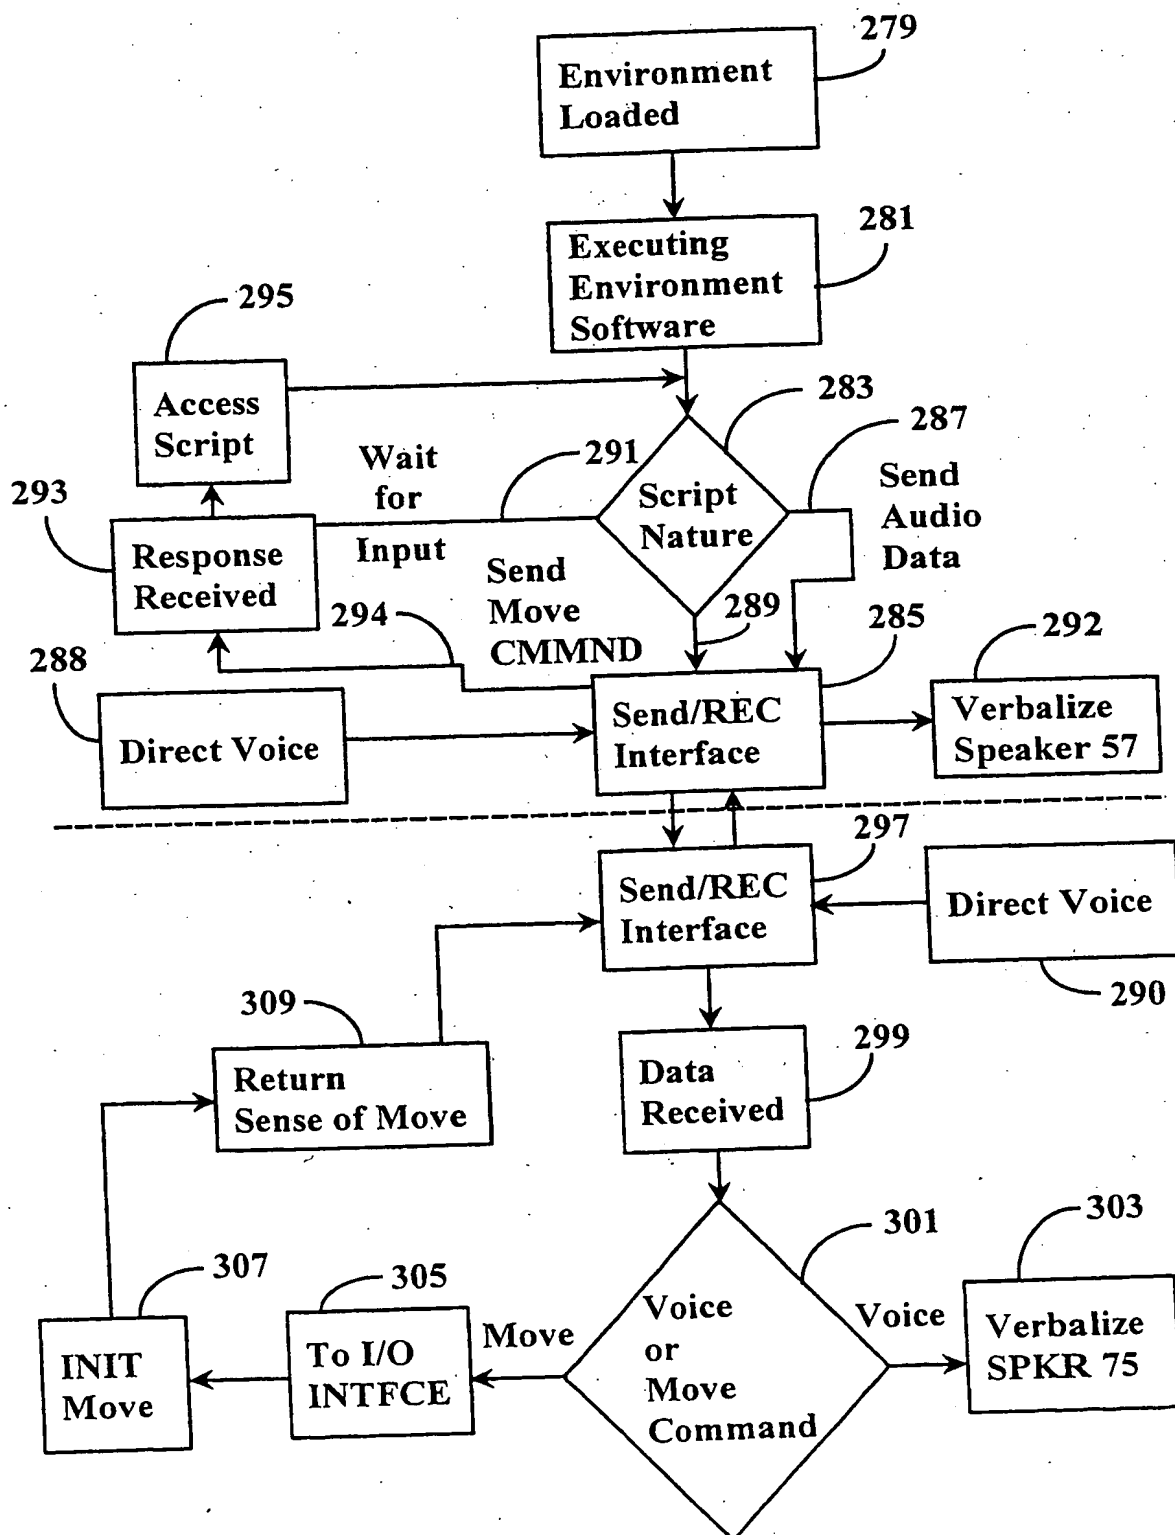 279
Environment
Loaded
281
Executing
Environment
Software
295
Access
Script
283
287
Send
Audio
Data
291
Wait
for
Input
Script
Nature
293
Response
Received
Send
Move
CMMND
294
289
285
292
288
Direct Voice
Send/REC
Interface
Verbalize
Speaker 57
297
Send/REC
Interface
Direct Voice
290
309
Return
Sense of Move
299
Data
Received
301
303
307
305
Voice
or
Move
Command
Move
Voice
INIT
Move
To I/O
INTFCE
Verbalize
SPKR 75